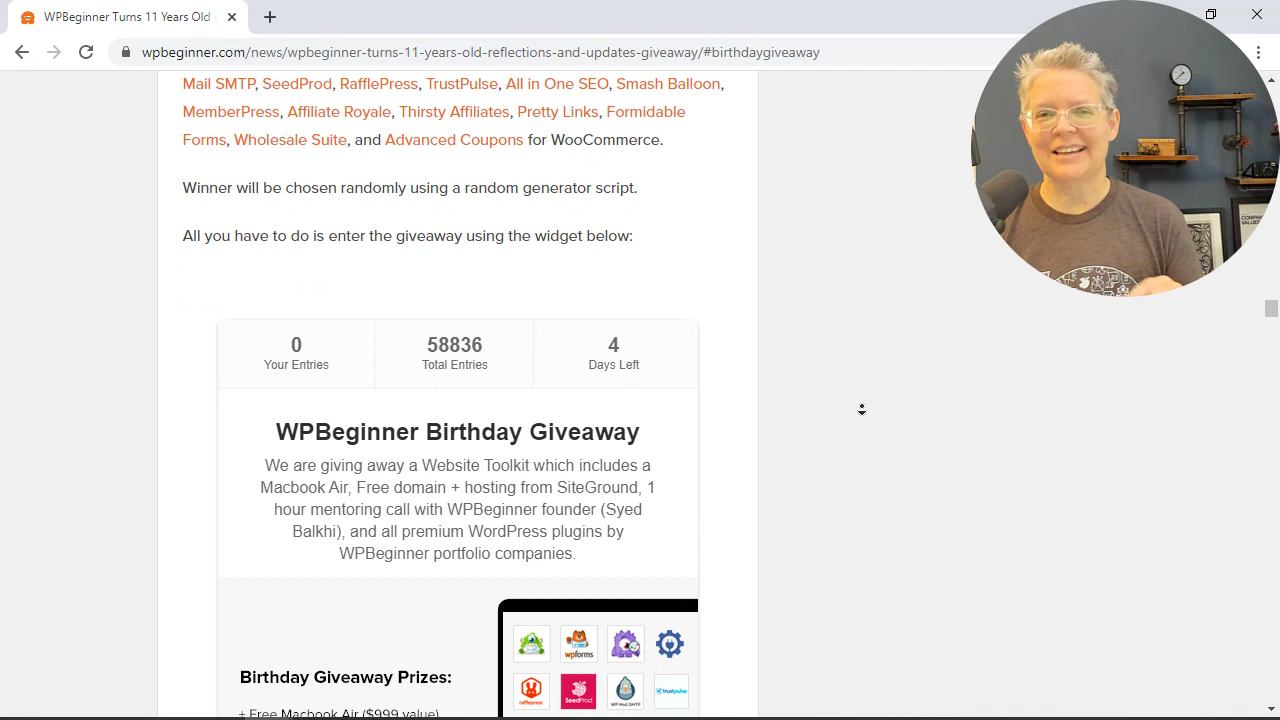 WPBeginner Turns 11 Years Old -
wpbeginner.com/news/wpbeginner-turns-11-years-old-reflections-and-updates-giveaway/#birthdaygiveaway
Mail SMTP, SeedProd, RafflePress, TrustPulse, All in One SEO, Smash Balloon,
MemberPress, Affiliate Royale, Thirsty Affiliates, Pretty Links, Formidable
Forms, Wholesale Suite, and Advanced Coupons for WooCommerce.
Winner will be chosen randomly using a random generator script.
All you have to do is enter the giveaway using the widget below:
0 58836 4
Your Entries Total Entries Days Left
WPBeginner Birthday Giveaway
We are giving away a Website Toolkit which includes a
Macbook Air, Free domain + hosting from SiteGround, 1
hour mentoring call with WPBeginner founder (Syed
Balkhi), and all premium WordPress plugins by
WPBeginner portfolio companies.
wpforms
Birthday Giveaway Prizes:
rafflepress SeedProd WP Mail SMTP trustpulse
+ Free Macbook Air ($999 value)